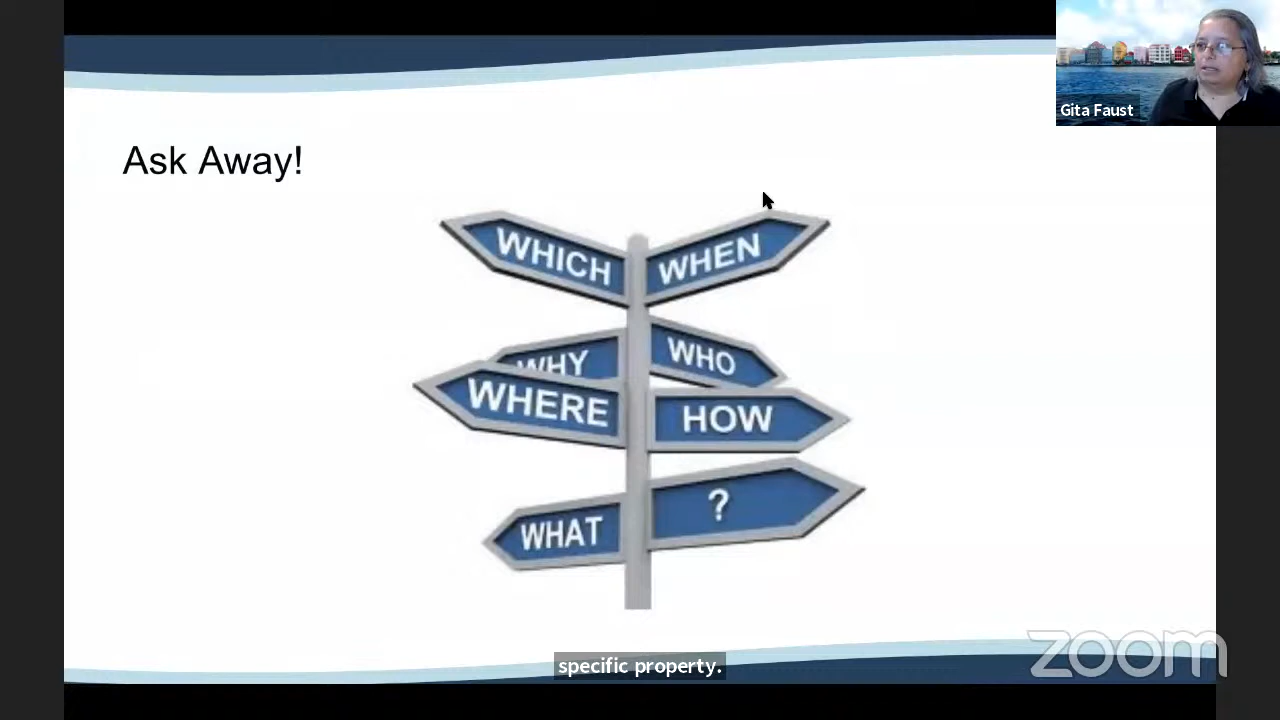 Gita Faust
Ask Away!
WHICH
WHEN
WHY
WHO
WHERE
HOW
WHAT
?
specific property.
zoom